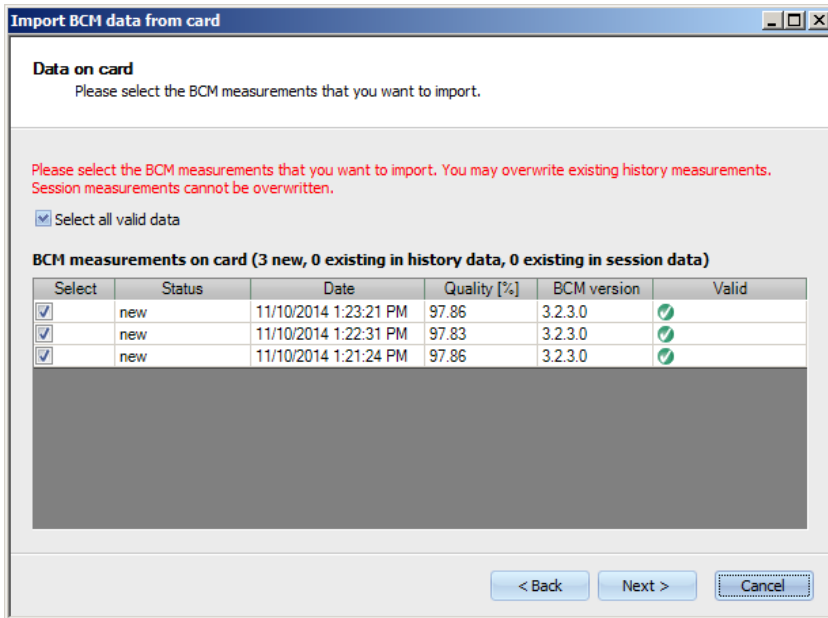 Import BCM data from card
Data on card
Please select the BCM measurements that you want to import.
Please select the BCM measurements that you want to import. You may overwrite existing history measurements.
Session measurements cannot be overwritten.
Select all valid data
BCM measurements on card (3 new, 0 existing in history data, 0 existing in session data)
Select Status Date Quality [%] BCM version Valid
new 11/10/2014 1:23:21 PM 97.86 3.2.3.0
new 11/10/2014 1:22:31 PM 97.83 3.2.3.0
new 11/10/2014 1:21:24 PM 97.86 3.2.3.0
< Back Next > Cancel